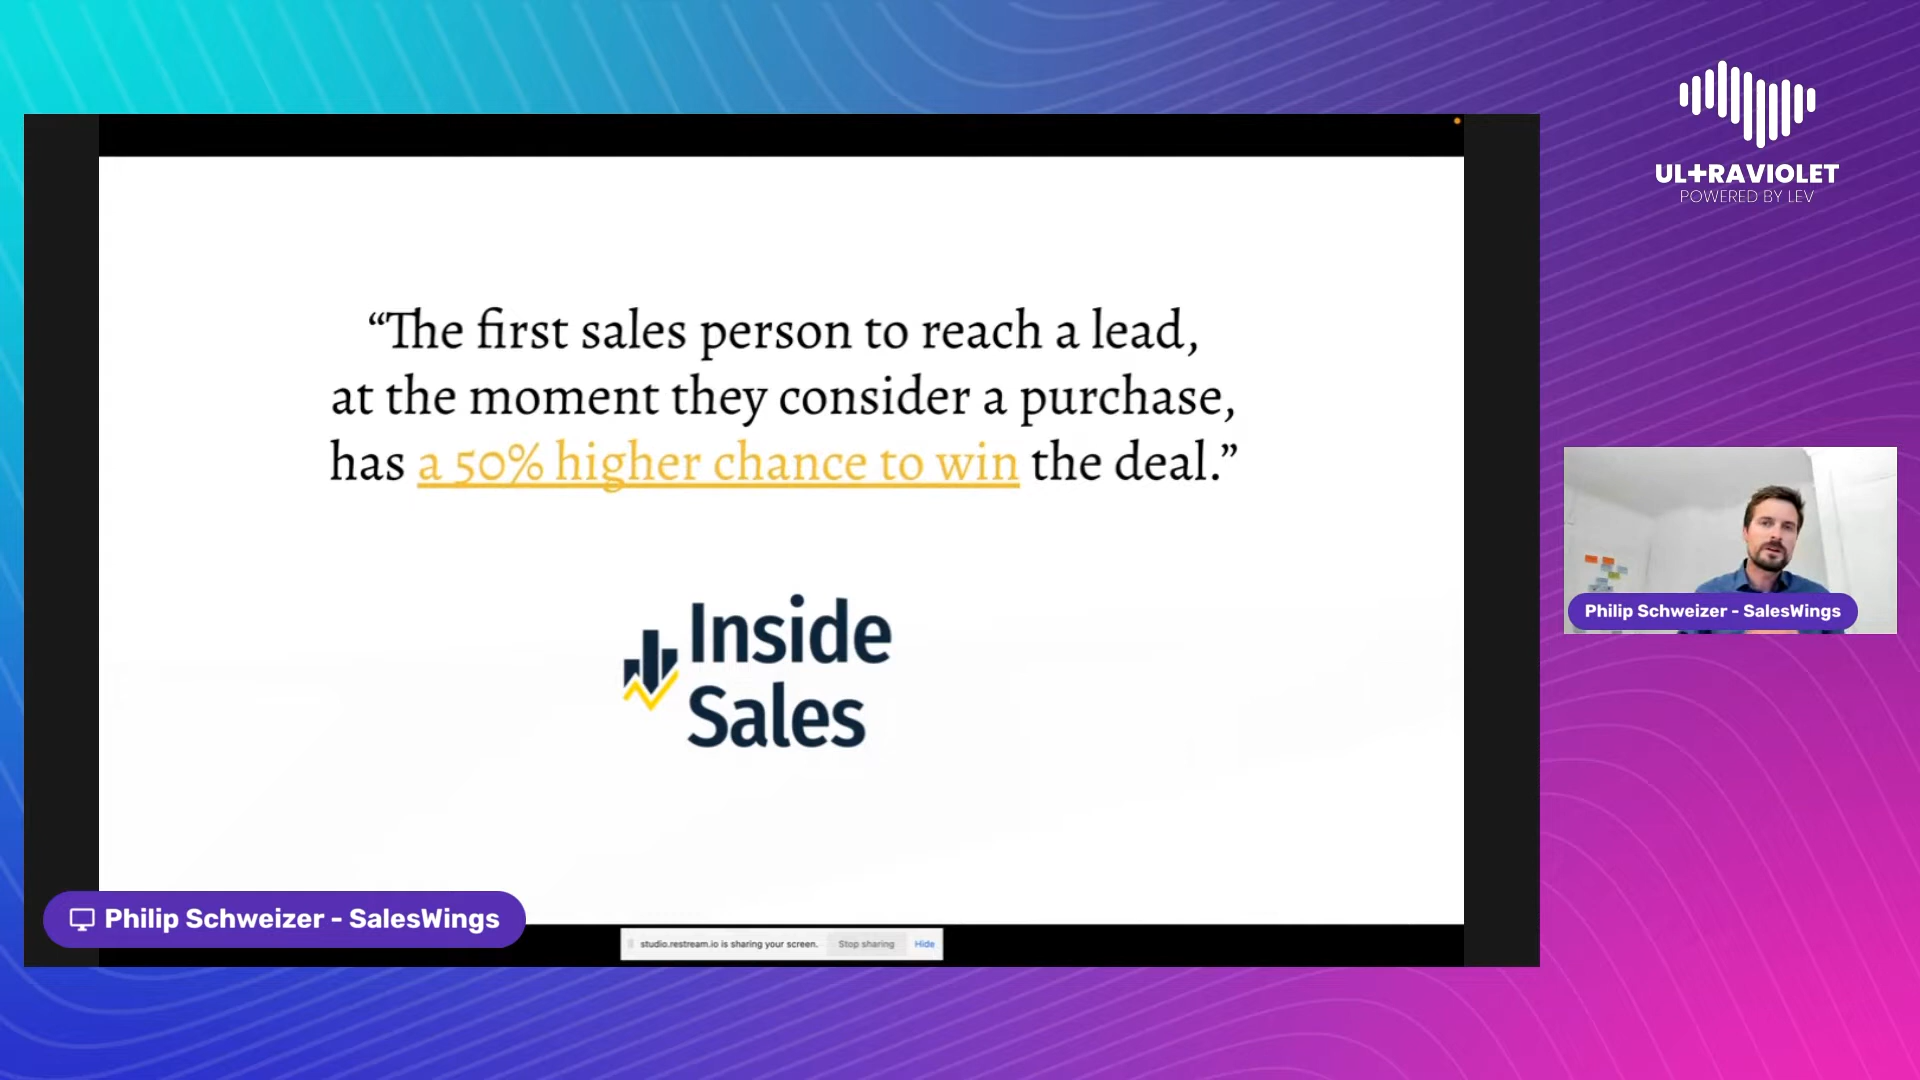 UL+RAVIOLET
POWERED BY LEV
“The first sales person to reach a lead,
at the moment they consider a purchase,
has a 50% higher chance to win the deal.”
Inside
Sales
Philip Schweizer - SalesWings
Philip Schweizer - SalesWings
studio.restream.io is sharing your screen. Stop sharing Hide